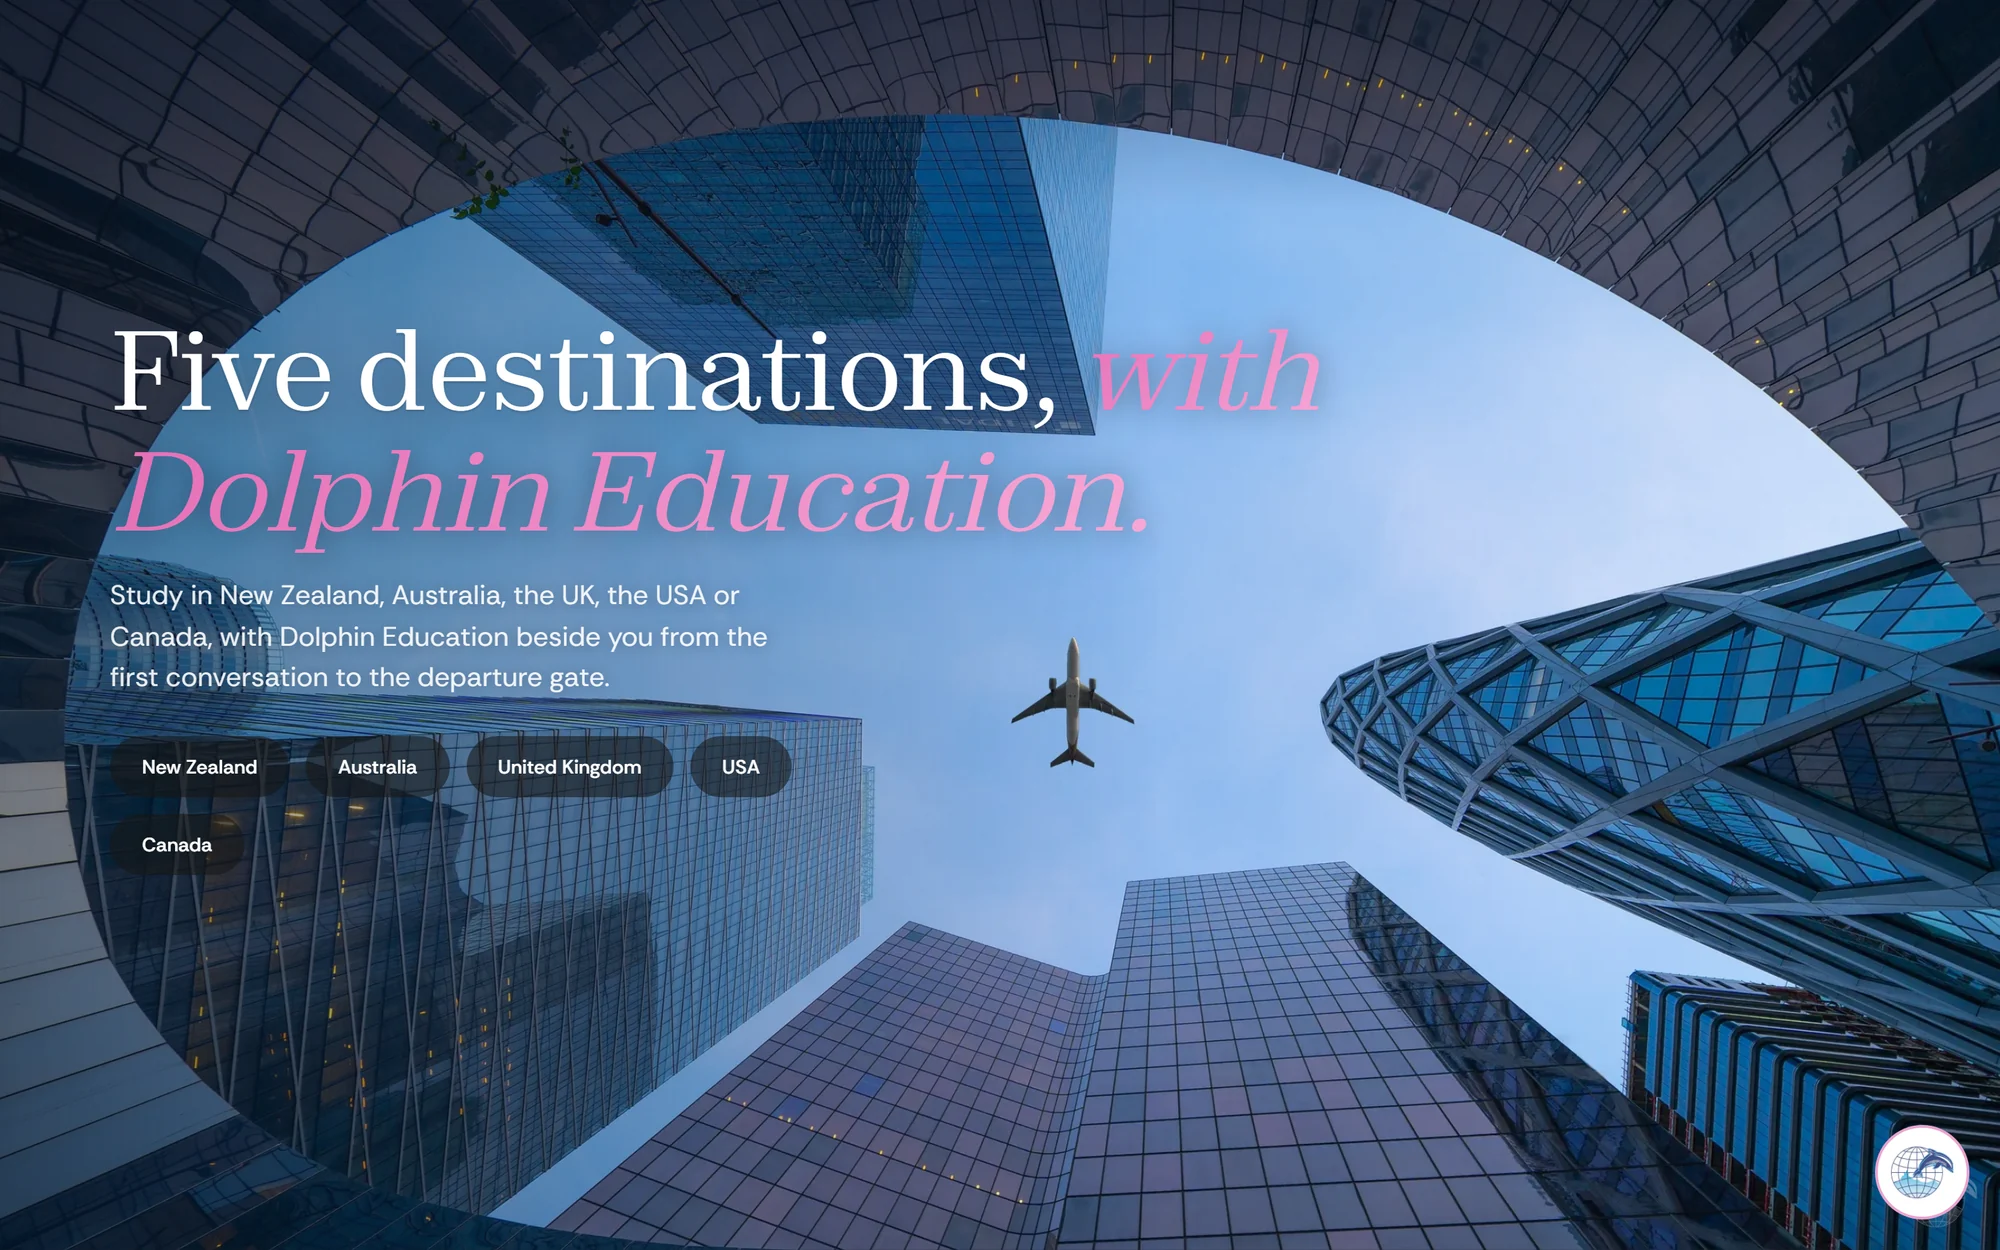 Five destinations, with
Dolphin Education.
Study in New Zealand, Australia, the UK, the USA or
Canada, with Dolphin Education beside you from the
first conversation to the departure gate.
New Zealand
Australia
United Kingdom
USA
Canada